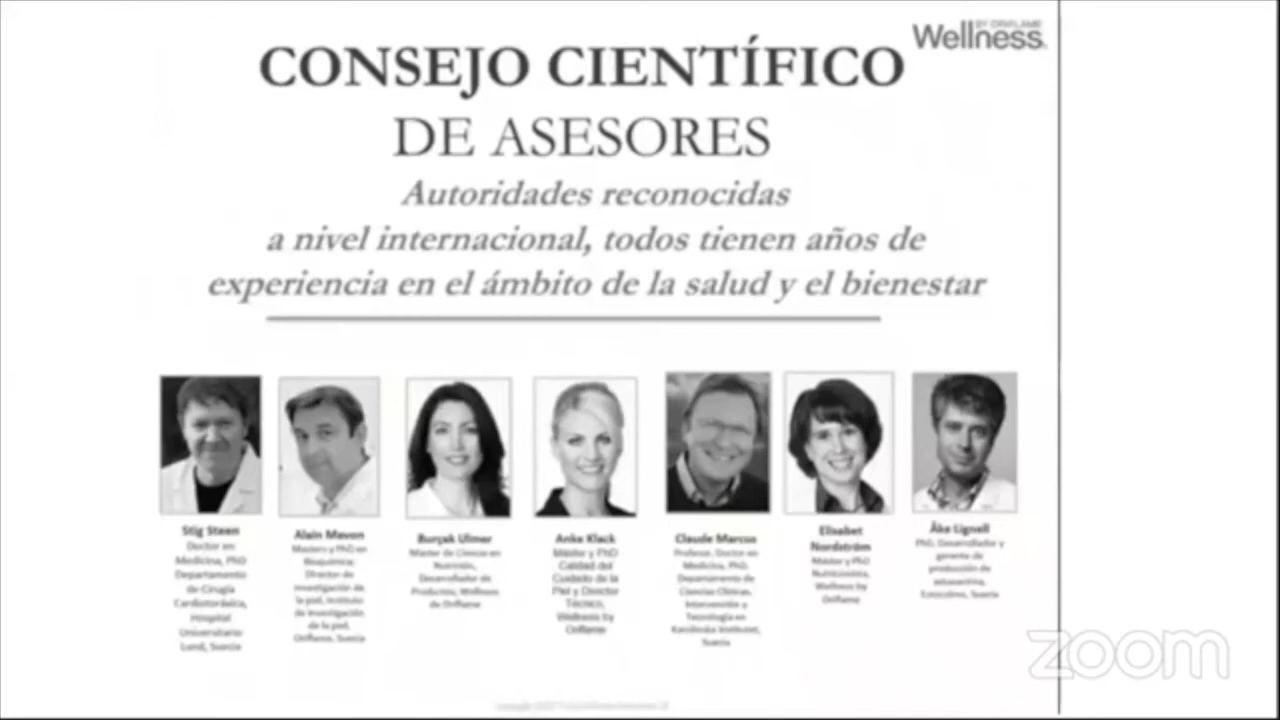 BY ORIFLAME
Wellness
CONSEJO CIENTÍFICO
DE ASESORES
Autoridades reconocidas
a nivel internacional, todos tienen años de
experiencia en el ámbito de la salud y el bienestar
Stig Steen
Doctor en
Medicina, PhD
Departamento
de Cirugía
Cardiotorácica,
Hospital
Universitario
Lund, Suecia
Alain Mavon
Masters y PhD en
Bioquímica;
Director de
investigación de
la piel, Instituto
de Investigación
de la piel,
Oriflame, Suecia
Burçak Ulmer
Máster de Ciencia en
Nutrición,
Desarrollador de
Productos, Wellness
de Oriflame
Anke Klack
Máster y PhD
Calidad del
Cuidado de la
Piel y Director
Técnico,
Wellness by
Oriflame
Claude Marcus
Profesor, Doctor en
Medicina, PhD,
Departamento de
Ciencias Clínicas,
Intervención y
Tecnología en
Karolinska Institutet,
Suecia
Elisabet
Nordström
Máster y PhD
Nutricionista,
Wellness by
Oriflame
Åke Lignell
PhD, Desarrollador y
gerente de
producción de
astaxantina,
Estocolmo, Suecia
zoom